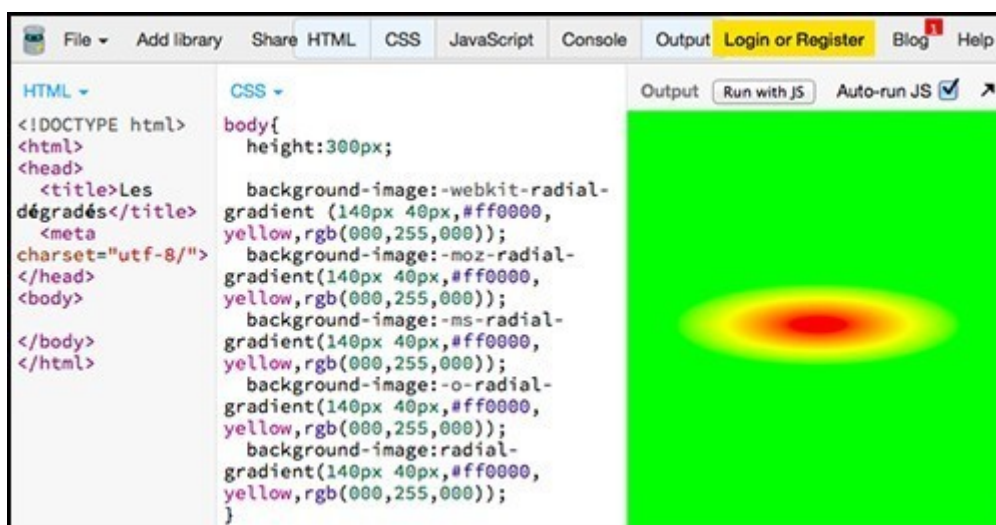 File Add library Share HTML CSS JavaScript Console Output Login or Register Blog 1 Help
HTML
<!DOCTYPE html>
<html>
<head>
<title>Les
dégradés</title>
<meta
charset="utf-8/">
</head>
<body>
</body>
</html>
CSS
body{
height:300px;
background-image:-webkit-radial-
gradient (140px 40px,#ff0000,
yellow,rgb(000,255,000));
background-image:-moz-radial-
gradient(140px 40px,#ff0000,
yellow,rgb(000,255,000));
background-image:-ms-radial-
gradient(140px 40px,#ff0000,
yellow,rgb(000,255,000));
background-image:-o-radial-
gradient(140px 40px,#ff0000,
yellow,rgb(000,255,000));
background-image:radial-
gradient(140px 40px,#ff0000,
yellow,rgb(000,255,000));
}
Output Run with JS Auto-run JS